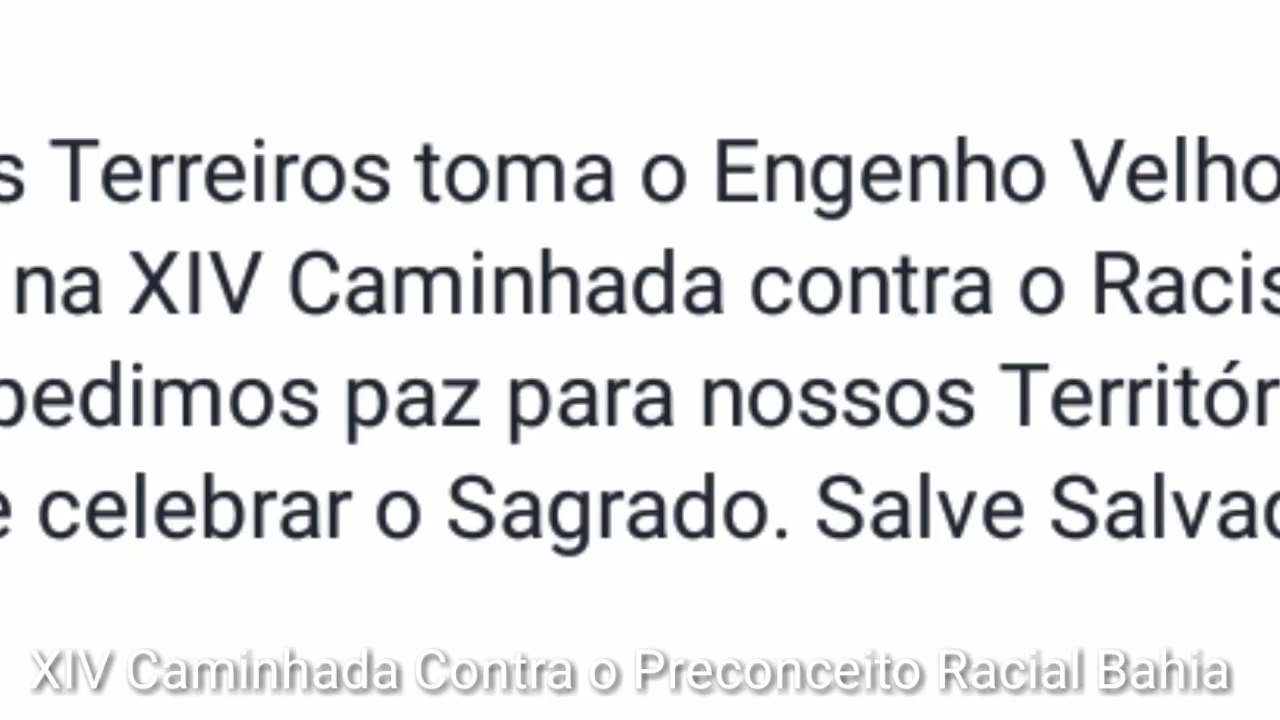 s Terreiros toma o Engenho Velho
na XIV Caminhada contra o Racis
pedimos paz para nossos Territór
e celebrar o Sagrado. Salve Salvad
XIV Caminhada Contra o Preconceito Racial Bahia